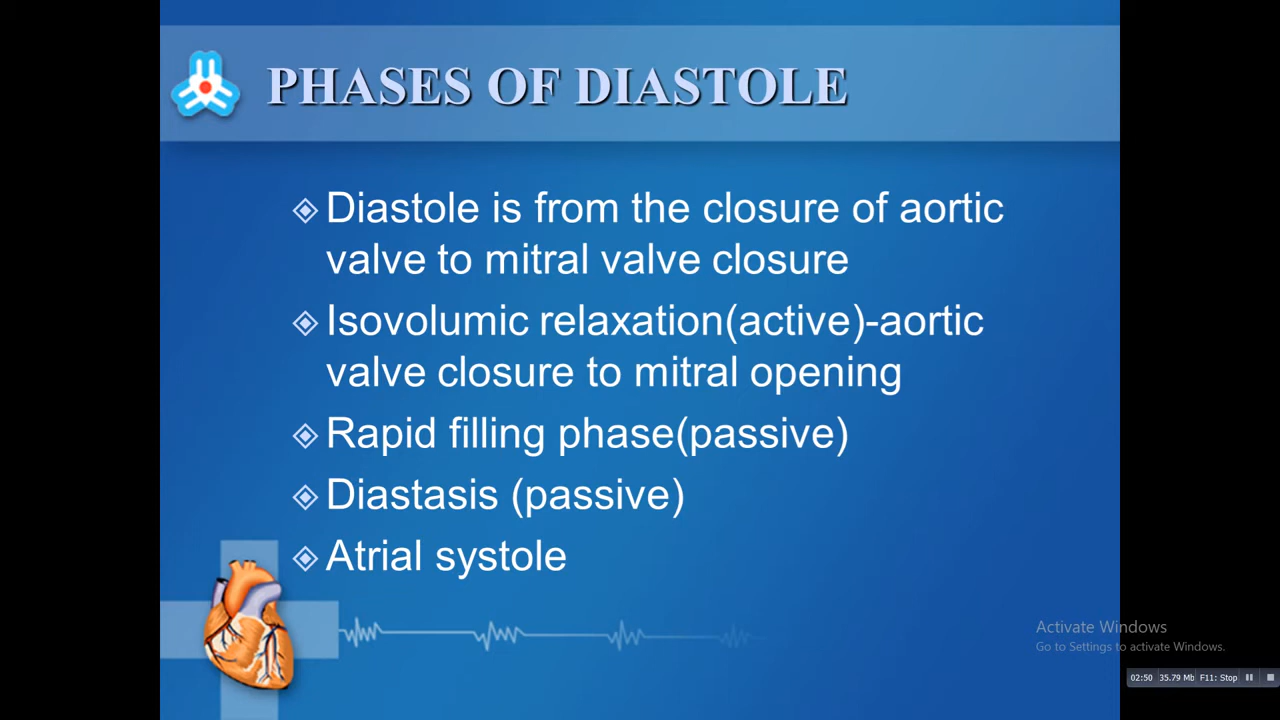 PHASES OF DIASTOLE
Diastole is from the closure of aortic
valve to mitral valve closure
Isovolumic relaxation(active)-aortic
valve closure to mitral opening
Rapid filling phase(passive)
Diastasis (passive)
Atrial systole
Activate Windows
Go to Settings to activate Windows.
02:50 35.79 Mb F11: Stop